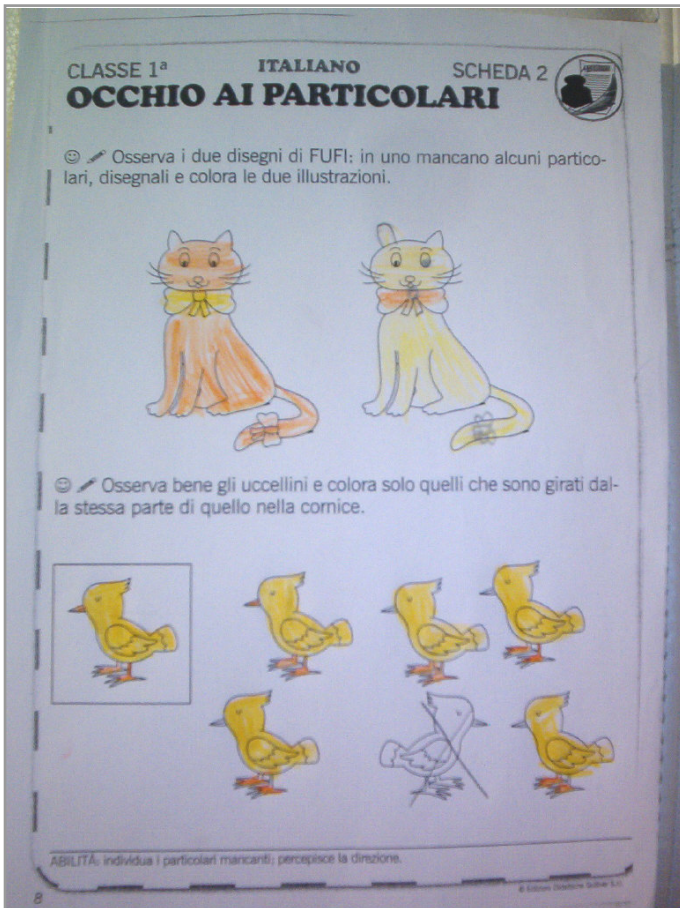 CLASSE 1ª ITALIANO SCHEDA 2
OCCHIO AI PARTICOLARI
Osserva i due disegni di FUFI: in uno mancano alcuni partico-
lari, disegnali e colora le due illustrazioni.
Osserva bene gli uccellini e colora solo quelli che sono girati dal-
la stessa parte di quello nella cornice.
ABILITÀ: individua i particolari mancanti; percepisce la direzione.
8